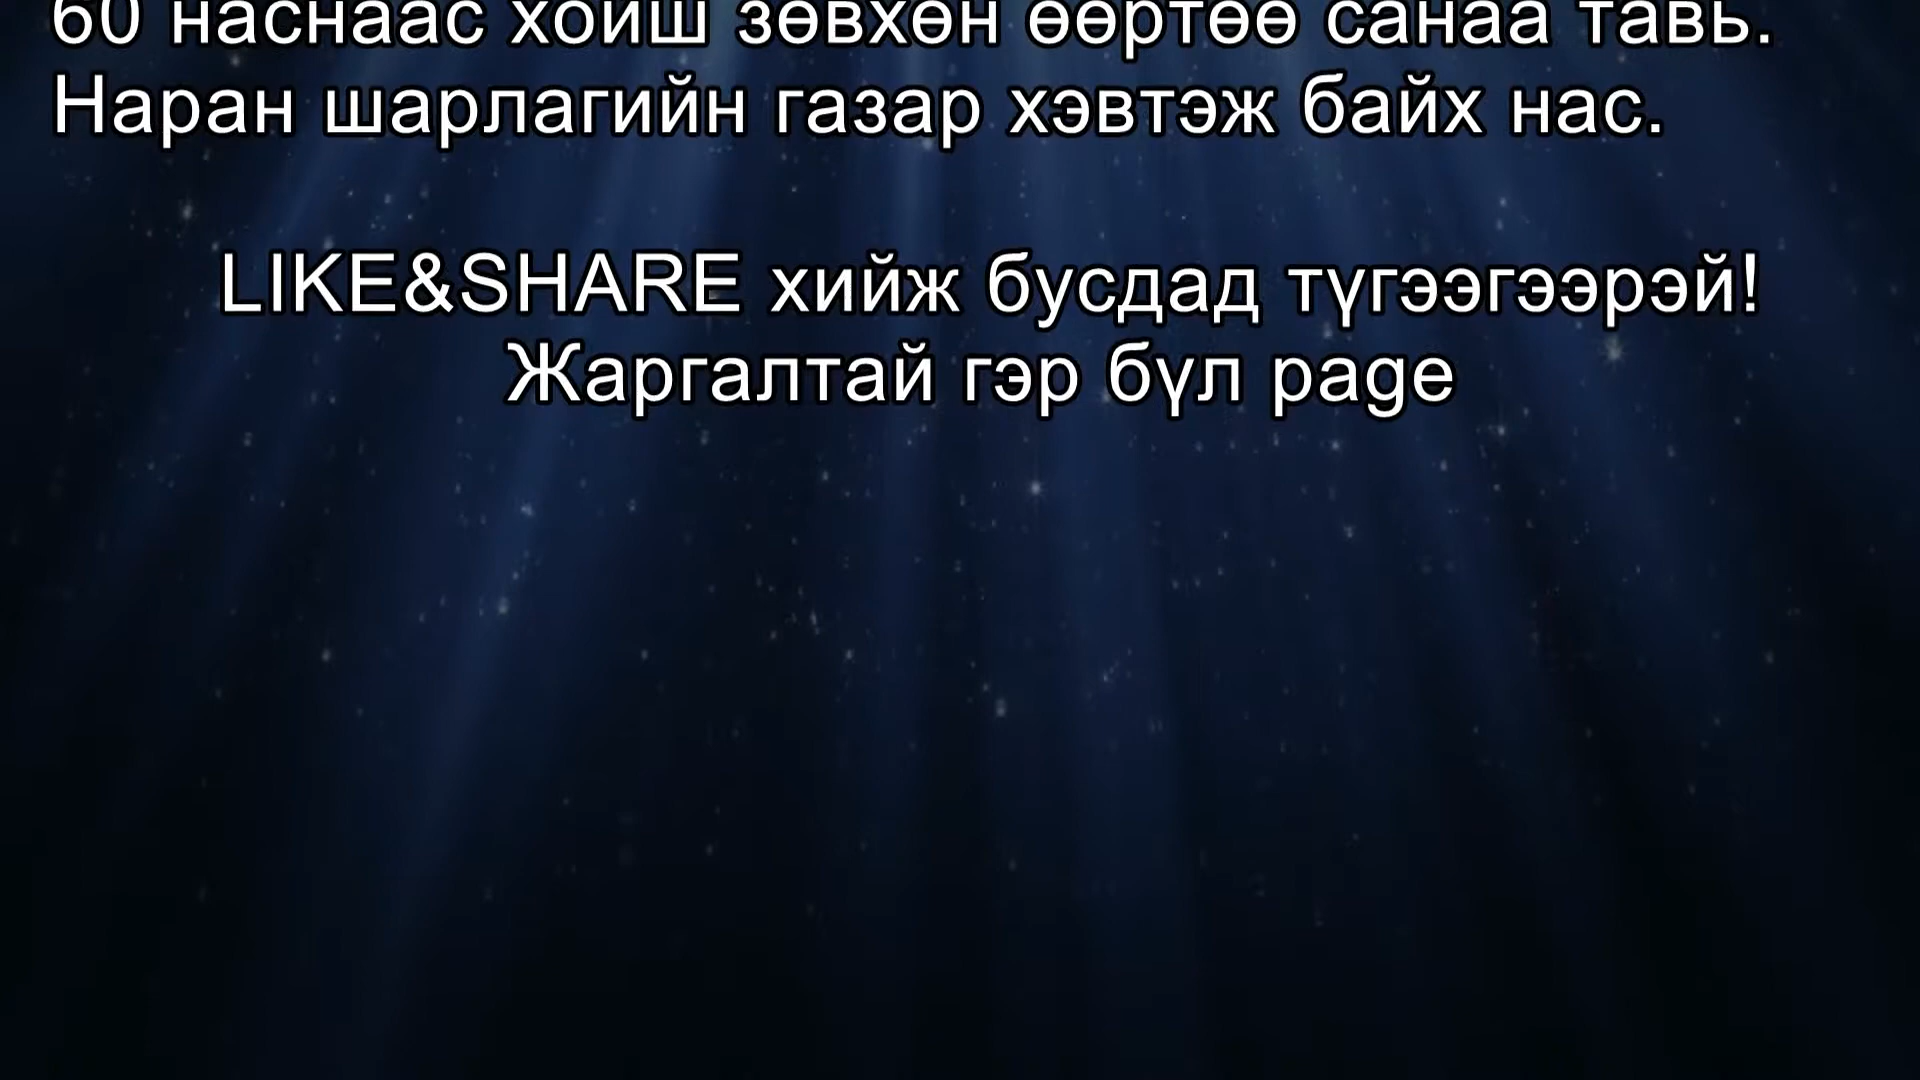 60 наснаас хойш зөвхөн өөртөө санаа тавь.
Наран шарлагийн газар хэвтэж байх нас.
LIKE&SHARE хийж бусдад түгээгээрэй!
Жаргалтай гэр бүл page